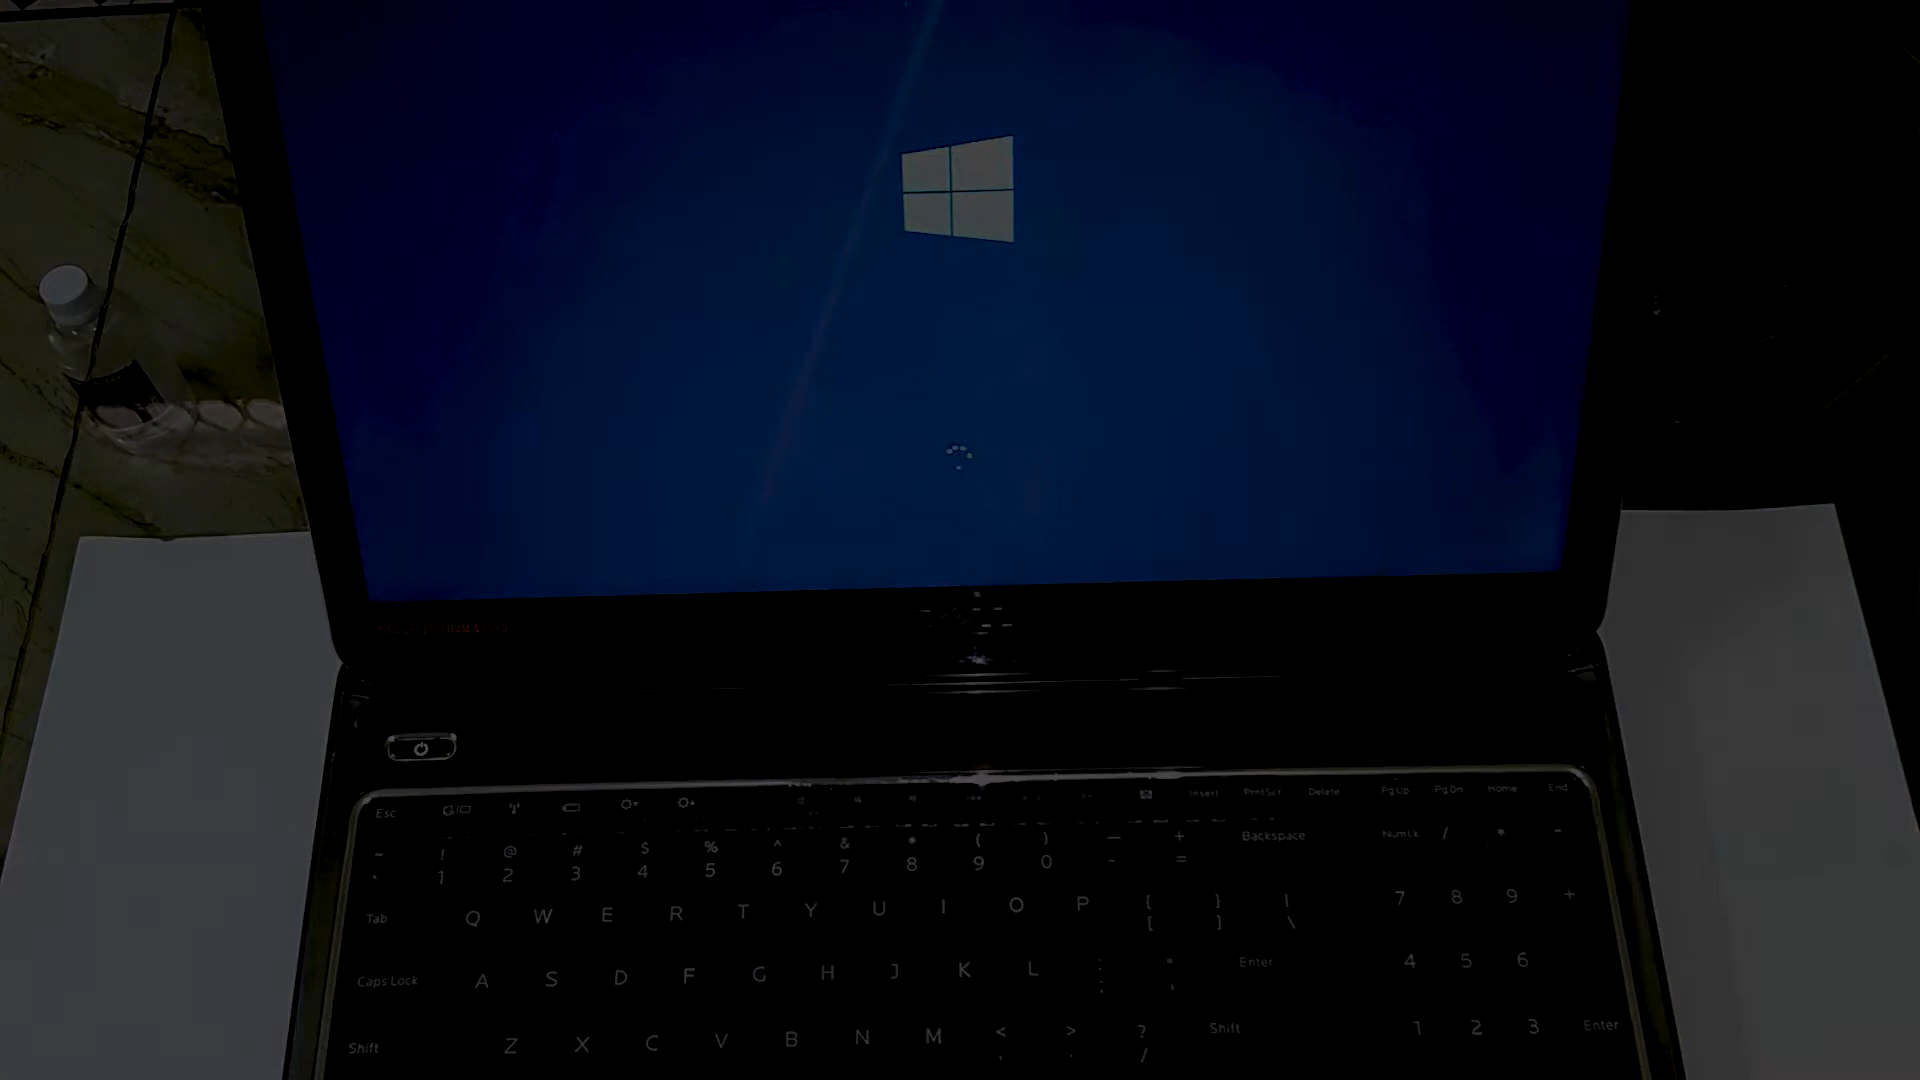 Esc Insert PrntScr Delete PgUp PgDn Home End
~ ! @ # $ % ^ & * ( ) — + Backspace NumLk / * -
` 1 2 3 4 5 6 7 8 9 0 - =
Tab Q W E R T Y U I O P { } | 7 8 9 +
[ ] \
Caps Lock A S D F G H J K L : " Enter 4 5 6
; '
Shift Z X C V B N M < > ? Shift 1 2 3 Enter
, . /